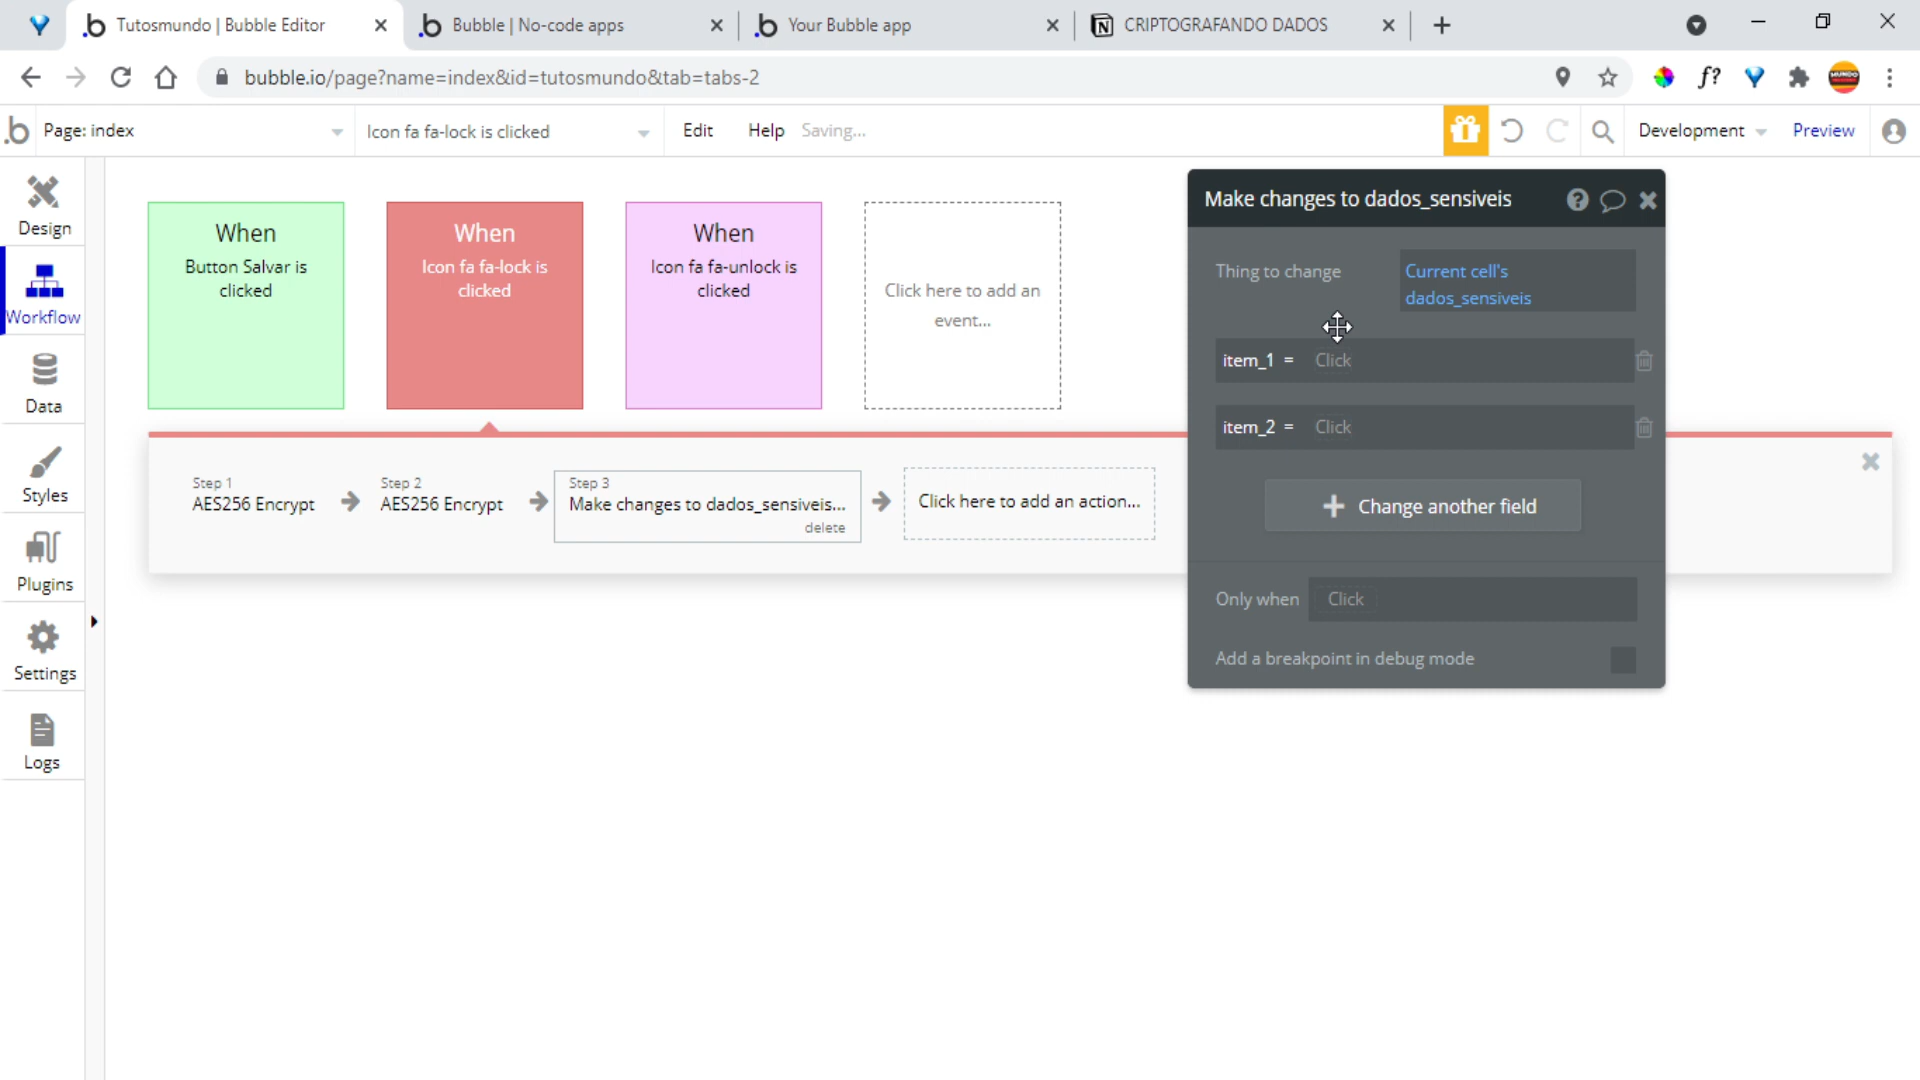 Tutosmundo | Bubble Editor
Bubble | No-code apps
Your Bubble app
CRIPTOGRAFANDO DADOS
bubble.io/page?name=index&id=tutosmundo&tab=tabs-2
f?
Page: index
Icon fa fa-lock is clicked
Edit
Help
Saving...
Development
Preview
Design
Workflow
Data
Styles
Plugins
Settings
Logs
When
Button Salvar is
clicked
When
Icon fa fa-lock is
clicked
When
Icon fa fa-unlock is
clicked
Click here to add an
event...
Step 1
AES256 Encrypt
Step 2
AES256 Encrypt
Step 3
Make changes to dados_sensiveis...
delete
Click here to add an action...
Make changes to dados_sensiveis
Thing to change
Current cell's
dados_sensiveis
item_1 = Click
item_2 = Click
Change another field
Only when Click
Add a breakpoint in debug mode